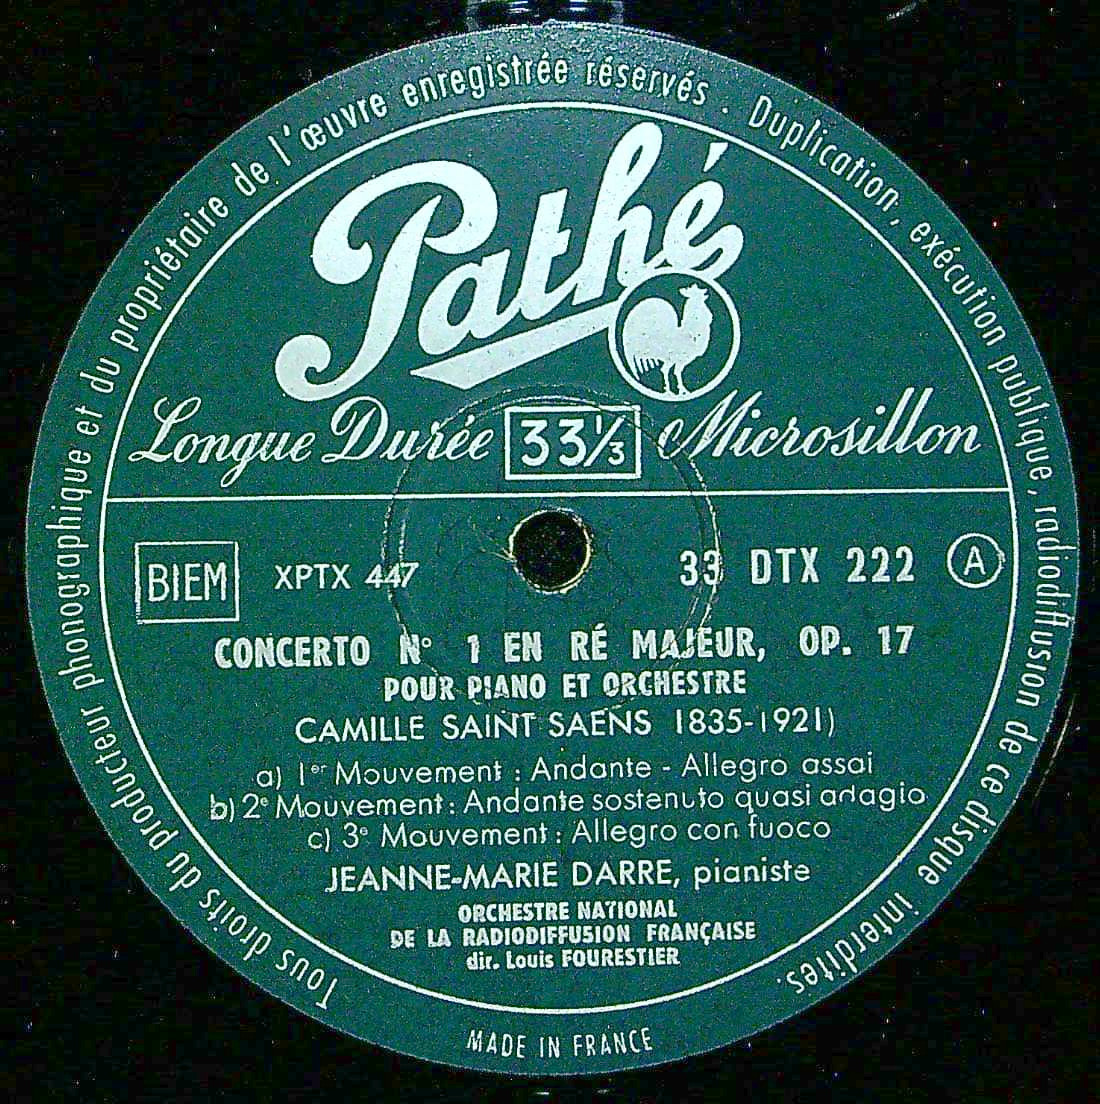 Tous droits du producteur phonographique et du propriétaire de l'œuvre enregistrée réservés. Duplication, exécution publique, radiodiffusion de ce disque interdites.
Pathé
Longue Durée 33⅓ Microsillon
BIEM XPTX 447 33 DTX 222 A
CONCERTO N° 1 EN RÉ MAJEUR, OP. 17
POUR PIANO ET ORCHESTRE
CAMILLE SAINT SAENS 1835-1921)
a) 1er Mouvement : Andante - Allegro assai
b) 2e Mouvement : Andante sostenuto quasi adagio
c) 3e Mouvement : Allegro con fuoco
JEANNE-MARIE DARRE, pianiste
ORCHESTRE NATIONAL
DE LA RADIODIFFUSION FRANÇAISE
dir. Louis FOURESTIER
MADE IN FRANCE